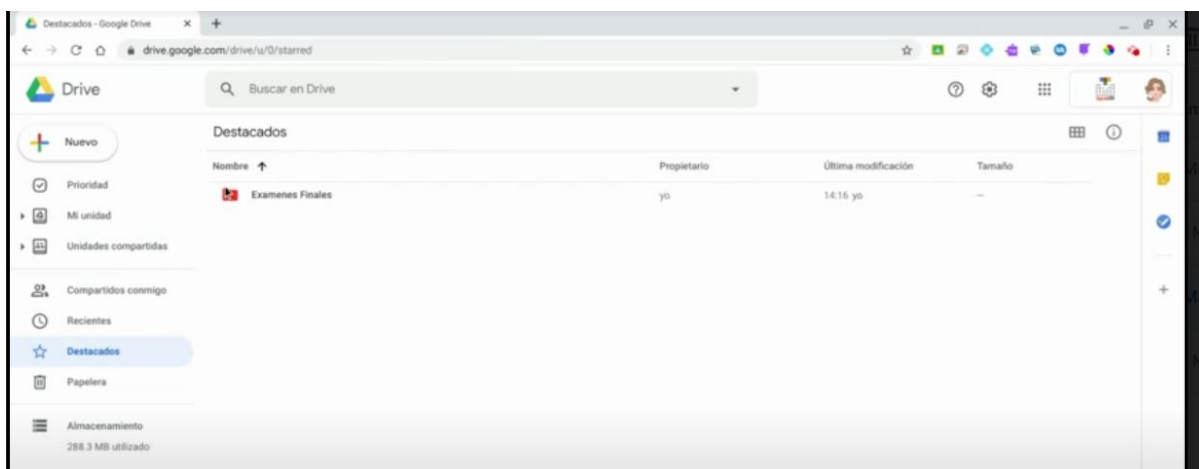 Destacados - Google Drive
drive.google.com/drive/u/0/starred
Drive
Buscar en Drive
Nuevo
Destacados
Nombre Propietario Última modificación Tamaño
Examenes Finales yo 14:16 yo —
Prioridad
Mi unidad
Unidades compartidas
Compartidos conmigo
Recientes
Destacados
Papelera
Almacenamiento
288.3 MB utilizado